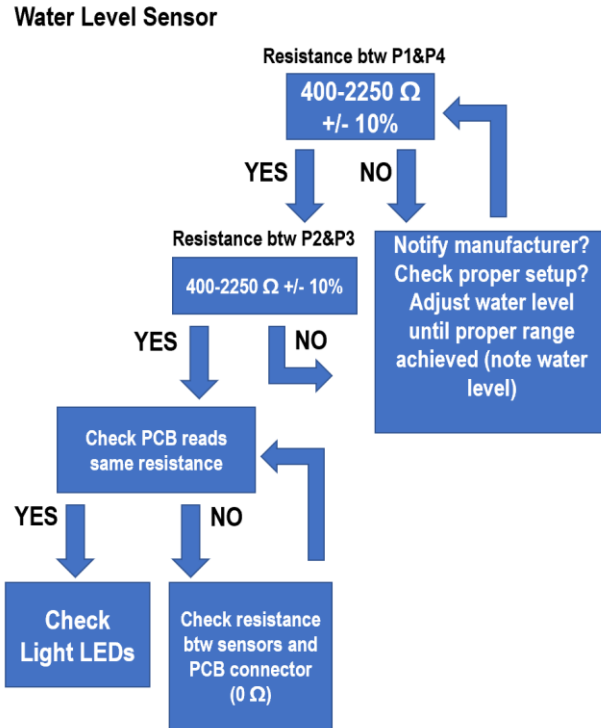 Water Level Sensor
Resistance btw P1&P4
400-2250 Ω
+/- 10%
YES
NO
Resistance btw P2&P3
400-2250 Ω +/- 10%
Notify manufacturer?
Check proper setup?
Adjust water level
until proper range
achieved (note water
level)
YES
NO
Check PCB reads
same resistance
YES
NO
Check
Light LEDs
Check resistance
btw sensors and
PCB connector
(0 Ω)